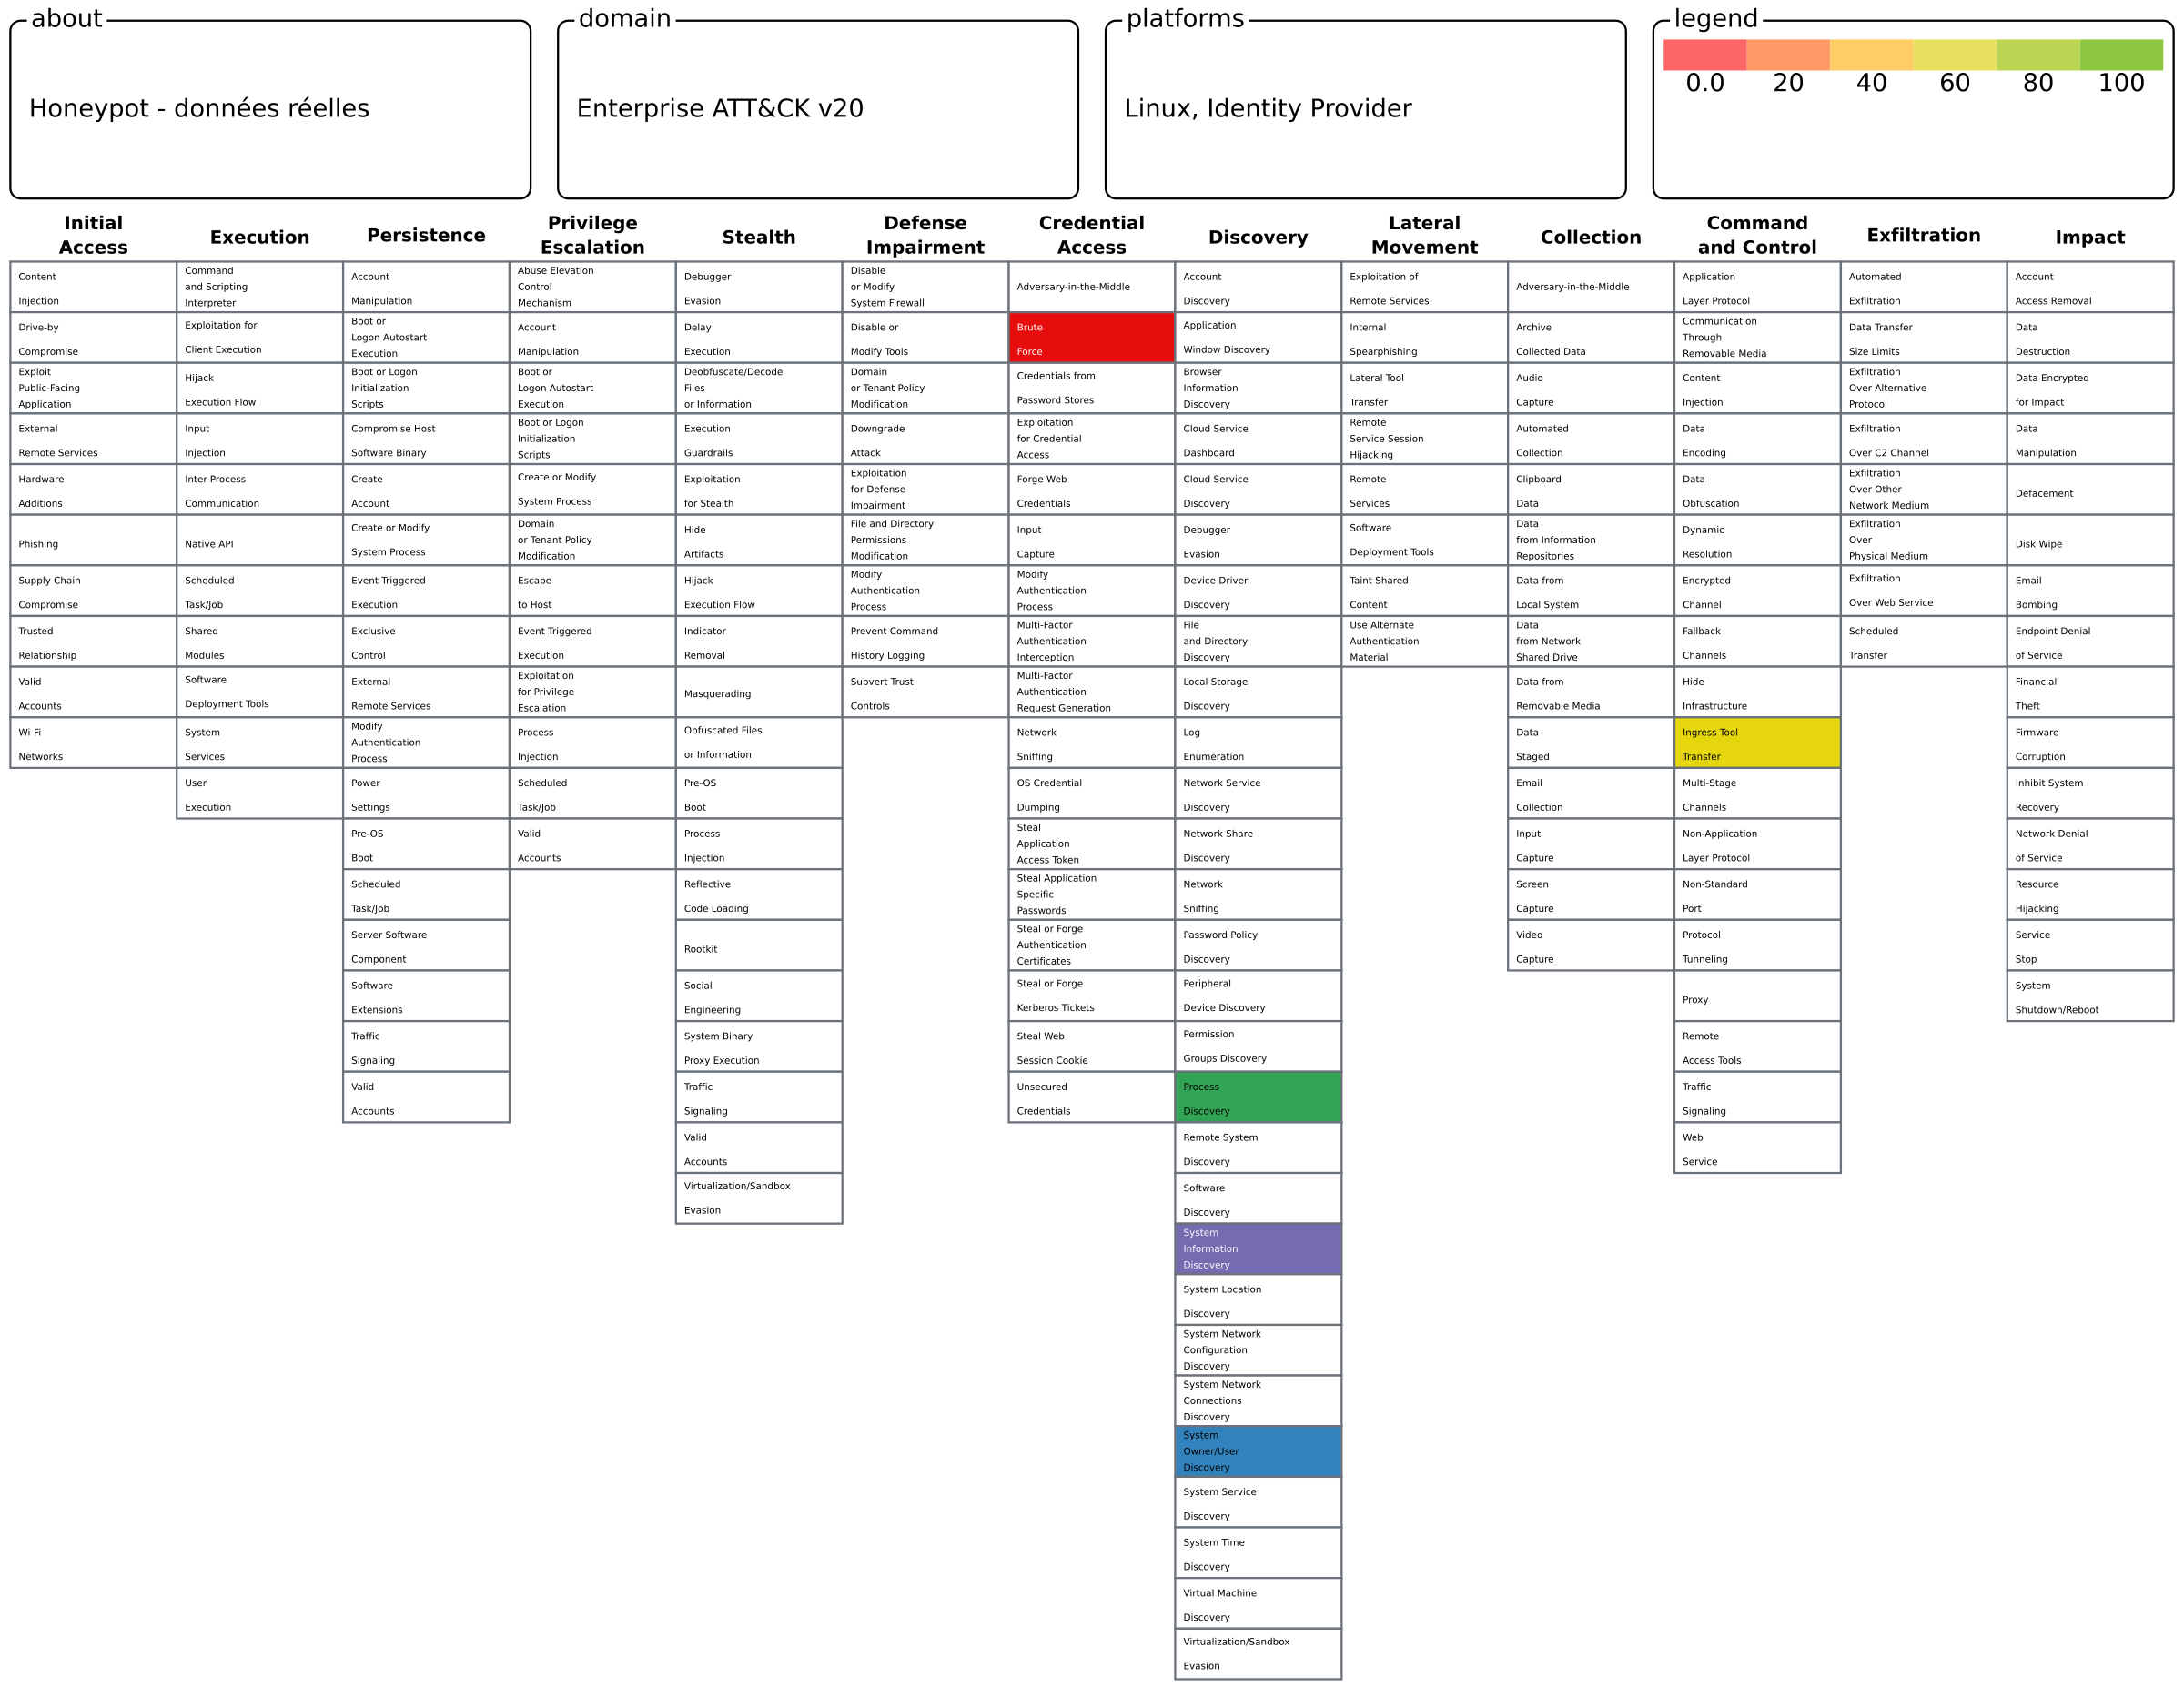 about
Honeypot - données réelles
domain
Enterprise ATT&CK v20
platforms
Linux, Identity Provider
legend
0.0 20 40 60 80 100
Initial
Access
Content
Injection
Drive-by
Compromise
Exploit
Public-Facing
Application
External
Remote Services
Hardware
Additions
Phishing
Supply Chain
Compromise
Trusted
Relationship
Valid
Accounts
Wi-Fi
Networks
Execution
Command
and Scripting
Interpreter
Exploitation for
Client Execution
Hijack
Execution Flow
Input
Injection
Inter-Process
Communication
Native API
Scheduled
Task/Job
Shared
Modules
Software
Deployment Tools
System
Services
User
Execution
Persistence
Account
Manipulation
Boot or
Logon Autostart
Execution
Boot or Logon
Initialization
Scripts
Compromise Host
Software Binary
Create
Account
Create or Modify
System Process
Event Triggered
Execution
Exclusive
Control
External
Remote Services
Modify
Authentication
Process
Power
Settings
Pre-OS
Boot
Scheduled
Task/Job
Server Software
Component
Software
Extensions
Traffic
Signaling
Valid
Accounts
Privilege
Escalation
Abuse Elevation
Control
Mechanism
Account
Manipulation
Boot or
Logon Autostart
Execution
Boot or Logon
Initialization
Scripts
Create or Modify
System Process
Domain
or Tenant Policy
Modification
Escape
to Host
Event Triggered
Execution
Exploitation
for Privilege
Escalation
Process
Injection
Scheduled
Task/Job
Valid
Accounts
Stealth
Debugger
Evasion
Delay
Execution
Deobfuscate/Decode
Files
or Information
Execution
Guardrails
Exploitation
for Stealth
Hide
Artifacts
Hijack
Execution Flow
Indicator
Removal
Masquerading
Obfuscated Files
or Information
Pre-OS
Boot
Process
Injection
Reflective
Code Loading
Rootkit
Social
Engineering
System Binary
Proxy Execution
Traffic
Signaling
Valid
Accounts
Virtualization/Sandbox
Evasion
Defense
Impairment
Disable
or Modify
System Firewall
Disable or
Modify Tools
Domain
or Tenant Policy
Modification
Downgrade
Attack
Exploitation
for Defense
Impairment
File and Directory
Permissions
Modification
Modify
Authentication
Process
Prevent Command
History Logging
Subvert Trust
Controls
Credential
Access
Adversary-in-the-Middle
Brute
Force
Credentials from
Password Stores
Exploitation
for Credential
Access
Forge Web
Credentials
Input
Capture
Modify
Authentication
Process
Multi-Factor
Authentication
Interception
Multi-Factor
Authentication
Request Generation
Network
Sniffing
OS Credential
Dumping
Steal
Application
Access Token
Steal Application
Specific
Passwords
Steal or Forge
Authentication
Certificates
Steal or Forge
Kerberos Tickets
Steal Web
Session Cookie
Unsecured
Credentials
Discovery
Account
Discovery
Application
Window Discovery
Browser
Information
Discovery
Cloud Service
Dashboard
Cloud Service
Discovery
Debugger
Evasion
Device Driver
Discovery
File
and Directory
Discovery
Local Storage
Discovery
Log
Enumeration
Network Service
Discovery
Network Share
Discovery
Network
Sniffing
Password Policy
Discovery
Peripheral
Device Discovery
Permission
Groups Discovery
Process
Discovery
Remote System
Discovery
Software
Discovery
System
Information
Discovery
System Location
Discovery
System Network
Configuration
Discovery
System Network
Connections
Discovery
System
Owner/User
Discovery
System Service
Discovery
System Time
Discovery
Virtual Machine
Discovery
Virtualization/Sandbox
Evasion
Lateral
Movement
Exploitation of
Remote Services
Internal
Spearphishing
Lateral Tool
Transfer
Remote
Service Session
Hijacking
Remote
Services
Software
Deployment Tools
Taint Shared
Content
Use Alternate
Authentication
Material
Collection
Adversary-in-the-Middle
Archive
Collected Data
Audio
Capture
Automated
Collection
Clipboard
Data
Data
from Information
Repositories
Data from
Local System
Data
from Network
Shared Drive
Data from
Removable Media
Data
Staged
Email
Collection
Input
Capture
Screen
Capture
Video
Capture
Command
and Control
Application
Layer Protocol
Communication
Through
Removable Media
Content
Injection
Data
Encoding
Data
Obfuscation
Dynamic
Resolution
Encrypted
Channel
Fallback
Channels
Hide
Infrastructure
Ingress Tool
Transfer
Multi-Stage
Channels
Non-Application
Layer Protocol
Non-Standard
Port
Protocol
Tunneling
Proxy
Remote
Access Tools
Traffic
Signaling
Web
Service
Exfiltration
Automated
Exfiltration
Data Transfer
Size Limits
Exfiltration
Over Alternative
Protocol
Exfiltration
Over C2 Channel
Exfiltration
Over Other
Network Medium
Exfiltration
Over
Physical Medium
Exfiltration
Over Web Service
Scheduled
Transfer
Impact
Account
Access Removal
Data
Destruction
Data Encrypted
for Impact
Data
Manipulation
Defacement
Disk Wipe
Email
Bombing
Endpoint Denial
of Service
Financial
Theft
Firmware
Corruption
Inhibit System
Recovery
Network Denial
of Service
Resource
Hijacking
Service
Stop
System
Shutdown/Reboot